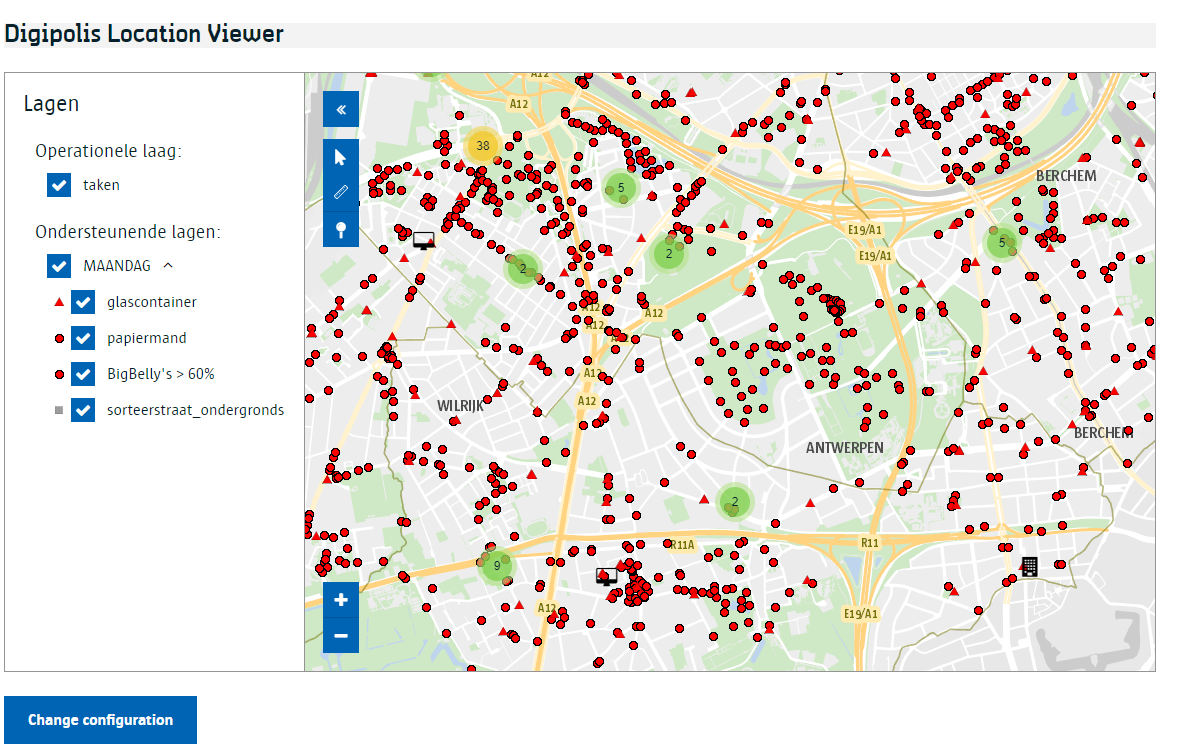 Digipolis Location Viewer
Lagen
Operationele laag:
taken
Ondersteunende lagen:
MAANDAG
glascontainer
papiermand
BigBelly's > 60%
sorteerstraat_ondergronds
A12
A12
38
5
BERCHEM
E19/A1
5
2
E19/A1
2
A12
A12
A12
A12
A12
WILRIJK
BERCHEM
ANTWERPEN
2
R11A
R11
9
A12
E19/A1
Change configuration